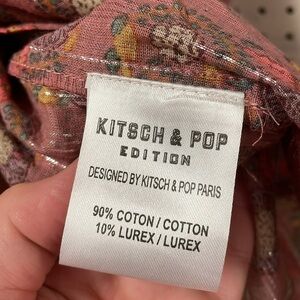 KITSCH & POP
EDITION
DESIGNED BY KITSCH & POP PARIS
90% COTON / COTTON
10% LUREX / LUREX